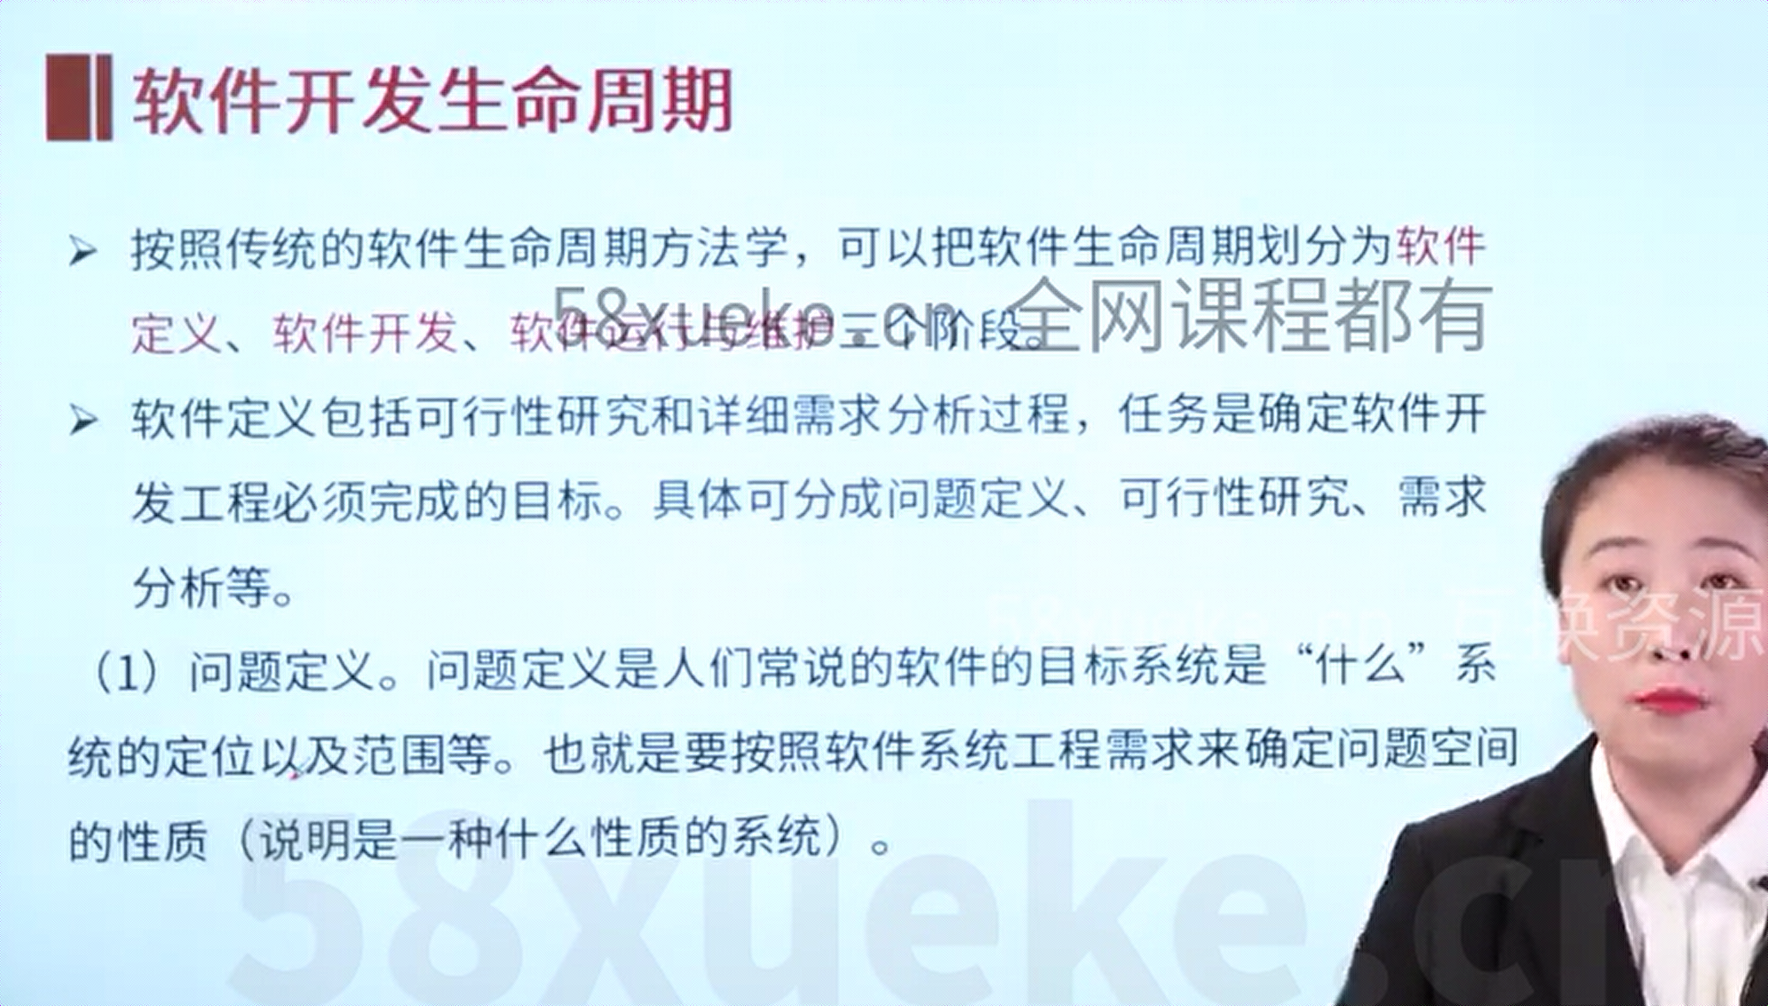 软件开发生命周期
➢ 按照传统的软件生命周期方法学，可以把软件生命周期划分为软件
定义、软件开发、软件运行与维护三个阶段。
58xueke.cn 全网课程都有
➢ 软件定义包括可行性研究和详细需求分析过程，任务是确定软件开
发工程必须完成的目标。具体可分成问题定义、可行性研究、需求
分析等。
58xueke.cn 互换资源
（1）问题定义。问题定义是人们常说的软件的目标系统是“什么”系
统的定位以及范围等。也就是要按照软件系统工程需求来确定问题空间
的性质（说明是一种什么性质的系统）。
58xueke.cn